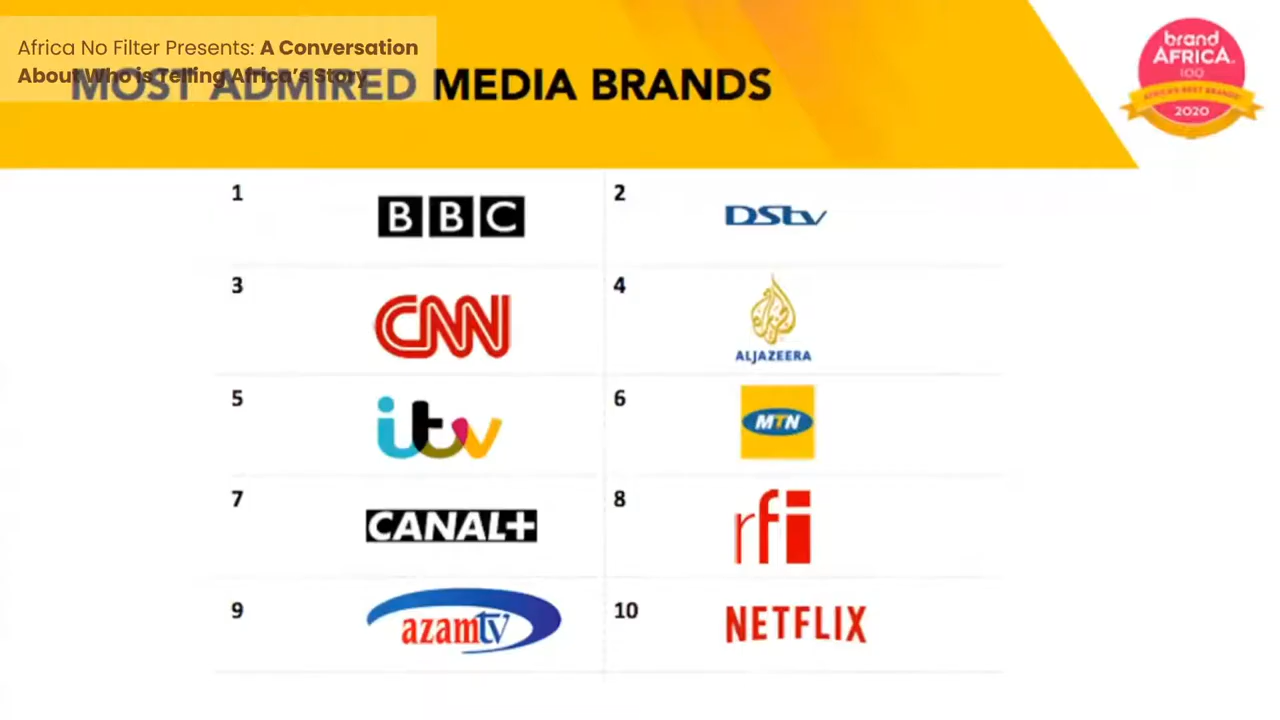 Africa No Filter Presents: A Conversation
About Who is Telling Africa's Story
MOST ADMIRED MEDIA BRANDS
brand
AFRICA
100
AFRICA'S BEST BRANDS
2020
1
BBC
2
DStv
3
CNN
4
ALJAZEERA
5
itv
6
MTN
7
CANAL+
8
rfi
9
azamtv
10
NETFLIX